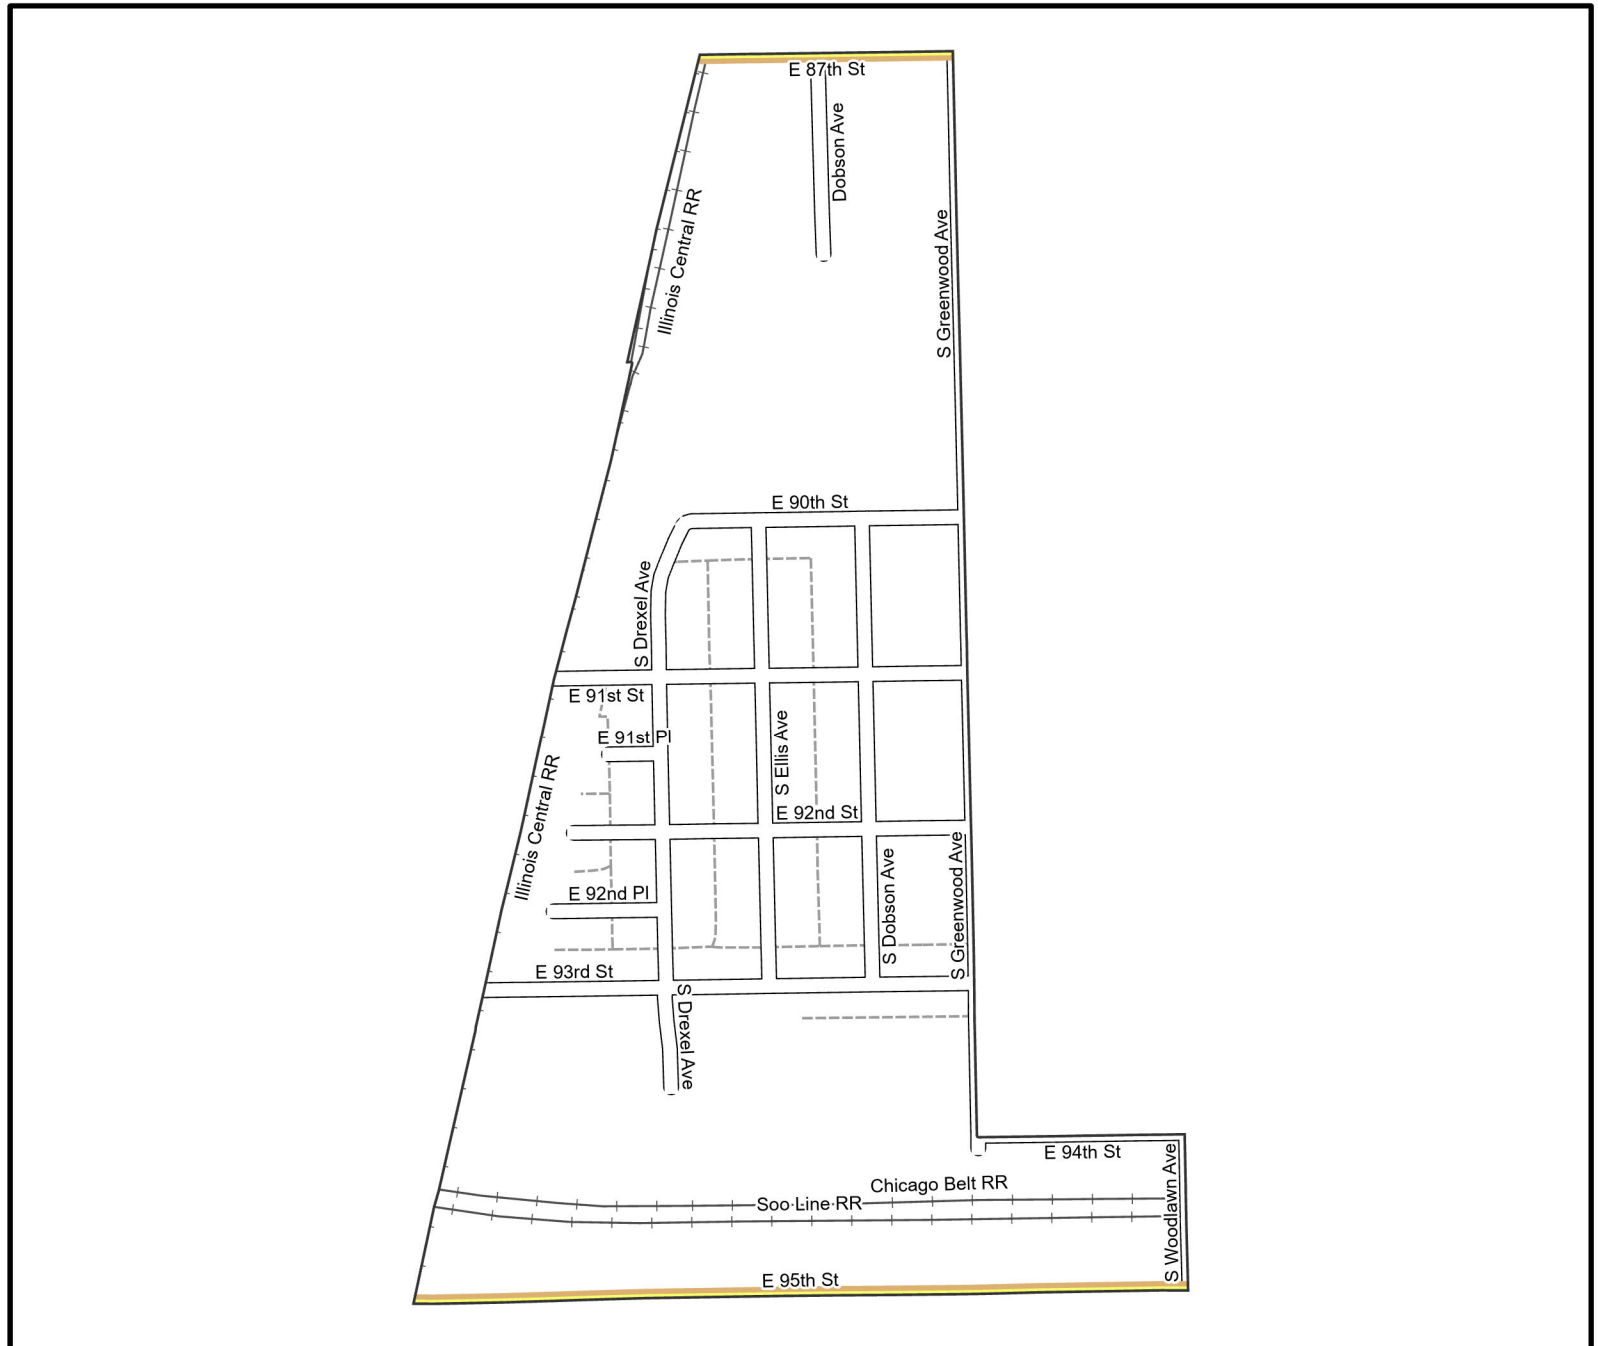 E 87th St
Dobson Ave
Illinois Central RR
S Greenwood Ave
E 90th St
S Drexel Ave
E 91st St
E 91st Pl
S Ellis Ave
Illinois Central RR
E 92nd St
S Dobson Ave
S Greenwood Ave
E 92nd Pl
E 93rd St
S Drexel Ave
E 94th St
S Woodlawn Ave
Chicago Belt RR
Soo Line RR
E 95th St